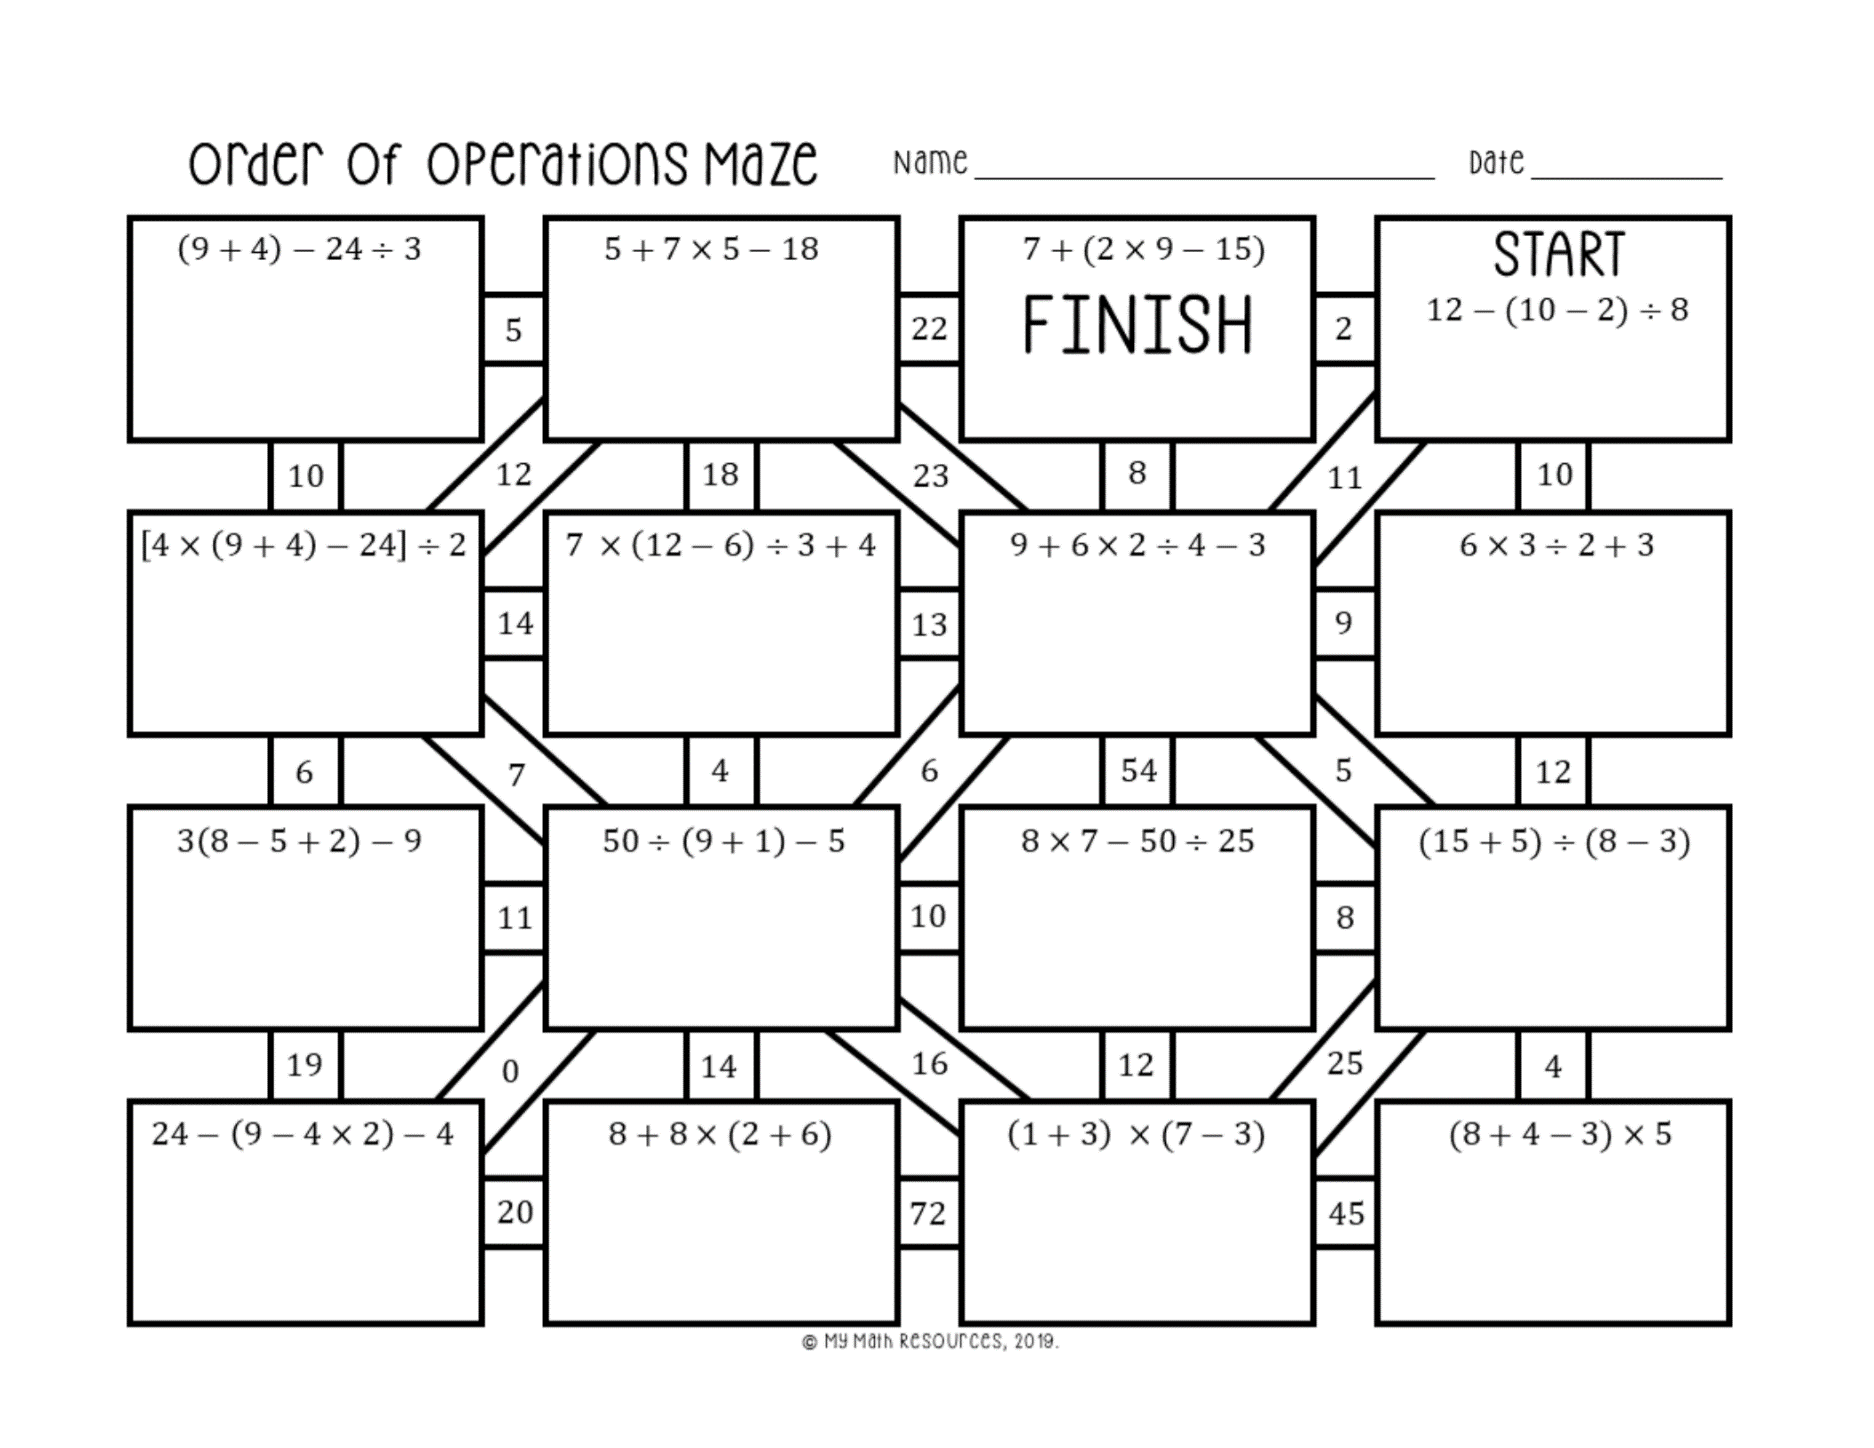 Order of Operations Maze Name Date
(9 + 4) − 24 ÷ 3
5 + 7 × 5 − 18
7 + (2 × 9 − 15)
FINISH
START
12 − (10 − 2) ÷ 8
5
22
2
10
12
18
23
8
11
10
[4 × (9 + 4) − 24] ÷ 2
7 × (12 − 6) ÷ 3 + 4
9 + 6 × 2 ÷ 4 − 3
6 × 3 ÷ 2 + 3
14
13
9
6
7
4
6
54
5
12
3(8 − 5 + 2) − 9
50 ÷ (9 + 1) − 5
8 × 7 − 50 ÷ 25
(15 + 5) ÷ (8 − 3)
11
10
8
19
0
14
16
12
25
4
24 − (9 − 4 × 2) − 4
8 + 8 × (2 + 6)
(1 + 3) × (7 − 3)
(8 + 4 − 3) × 5
20
72
45
© My Math Resources, 2019.